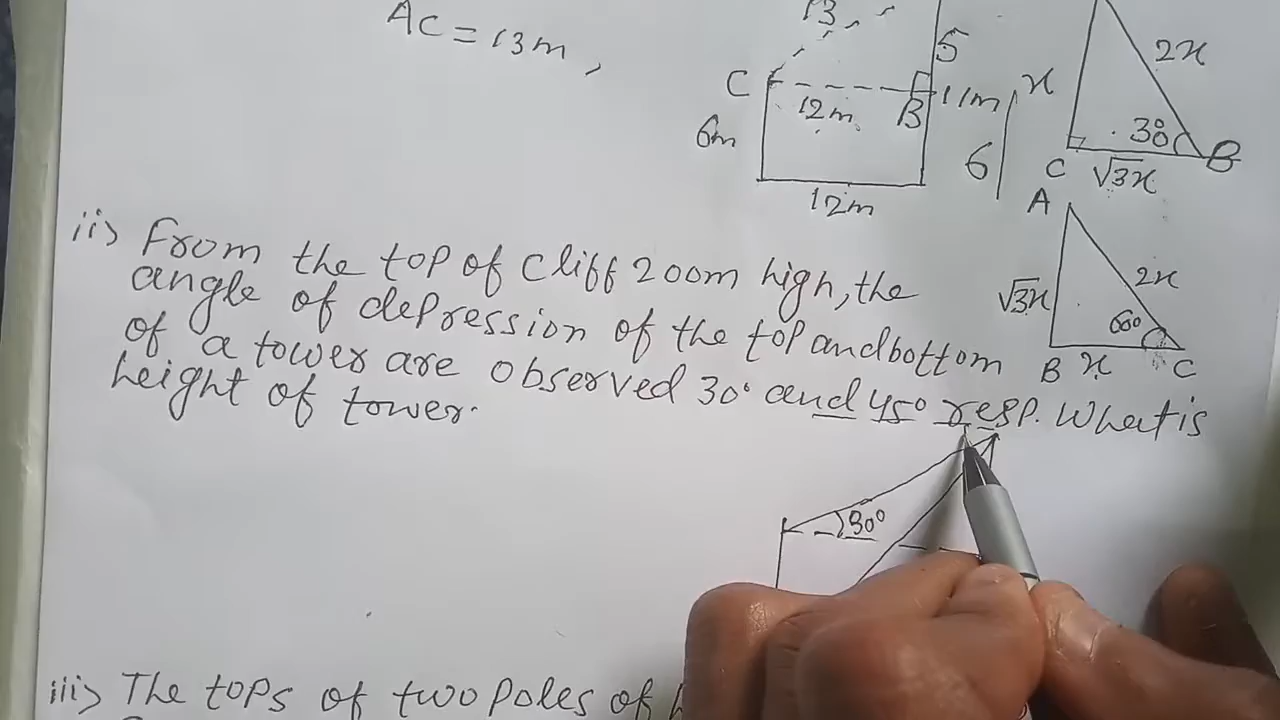 AC = 13m,
13
5
C
12m
B
11m
6m
6
12m
x
2x
30°
C
√3x
B
A
√3x
2x
60°
B
x
C
ii> From the top of cliff 200m high, the
angle of depression of the top and bottom
of a tower are observed 30° and 45° resp. What is
height of tower.
30°
iii> The tops of two poles of